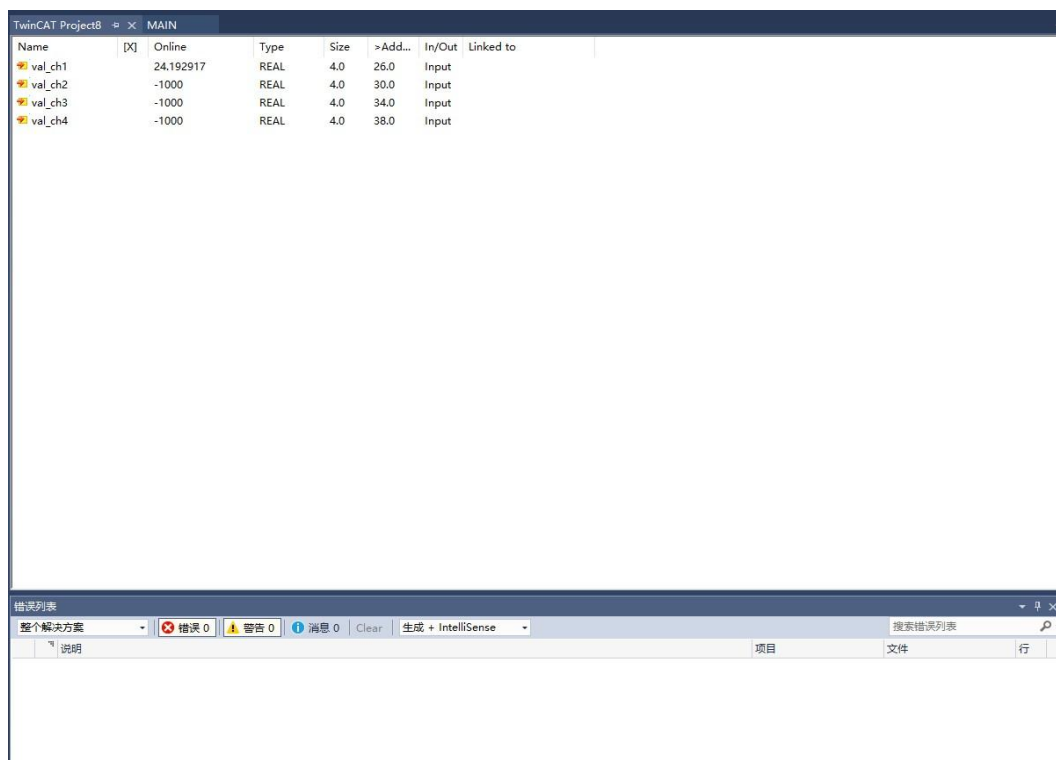 TwinCAT Project8 MAIN
Name [X] Online Type Size >Add... In/Out Linked to
val_ch1 24.192917 REAL 4.0 26.0 Input
val_ch2 -1000 REAL 4.0 30.0 Input
val_ch3 -1000 REAL 4.0 34.0 Input
val_ch4 -1000 REAL 4.0 38.0 Input
错误列表
整个解决方案 错误 0 警告 0 消息 0 Clear 生成 + IntelliSense 搜索错误列表
说明 项目 文件 行